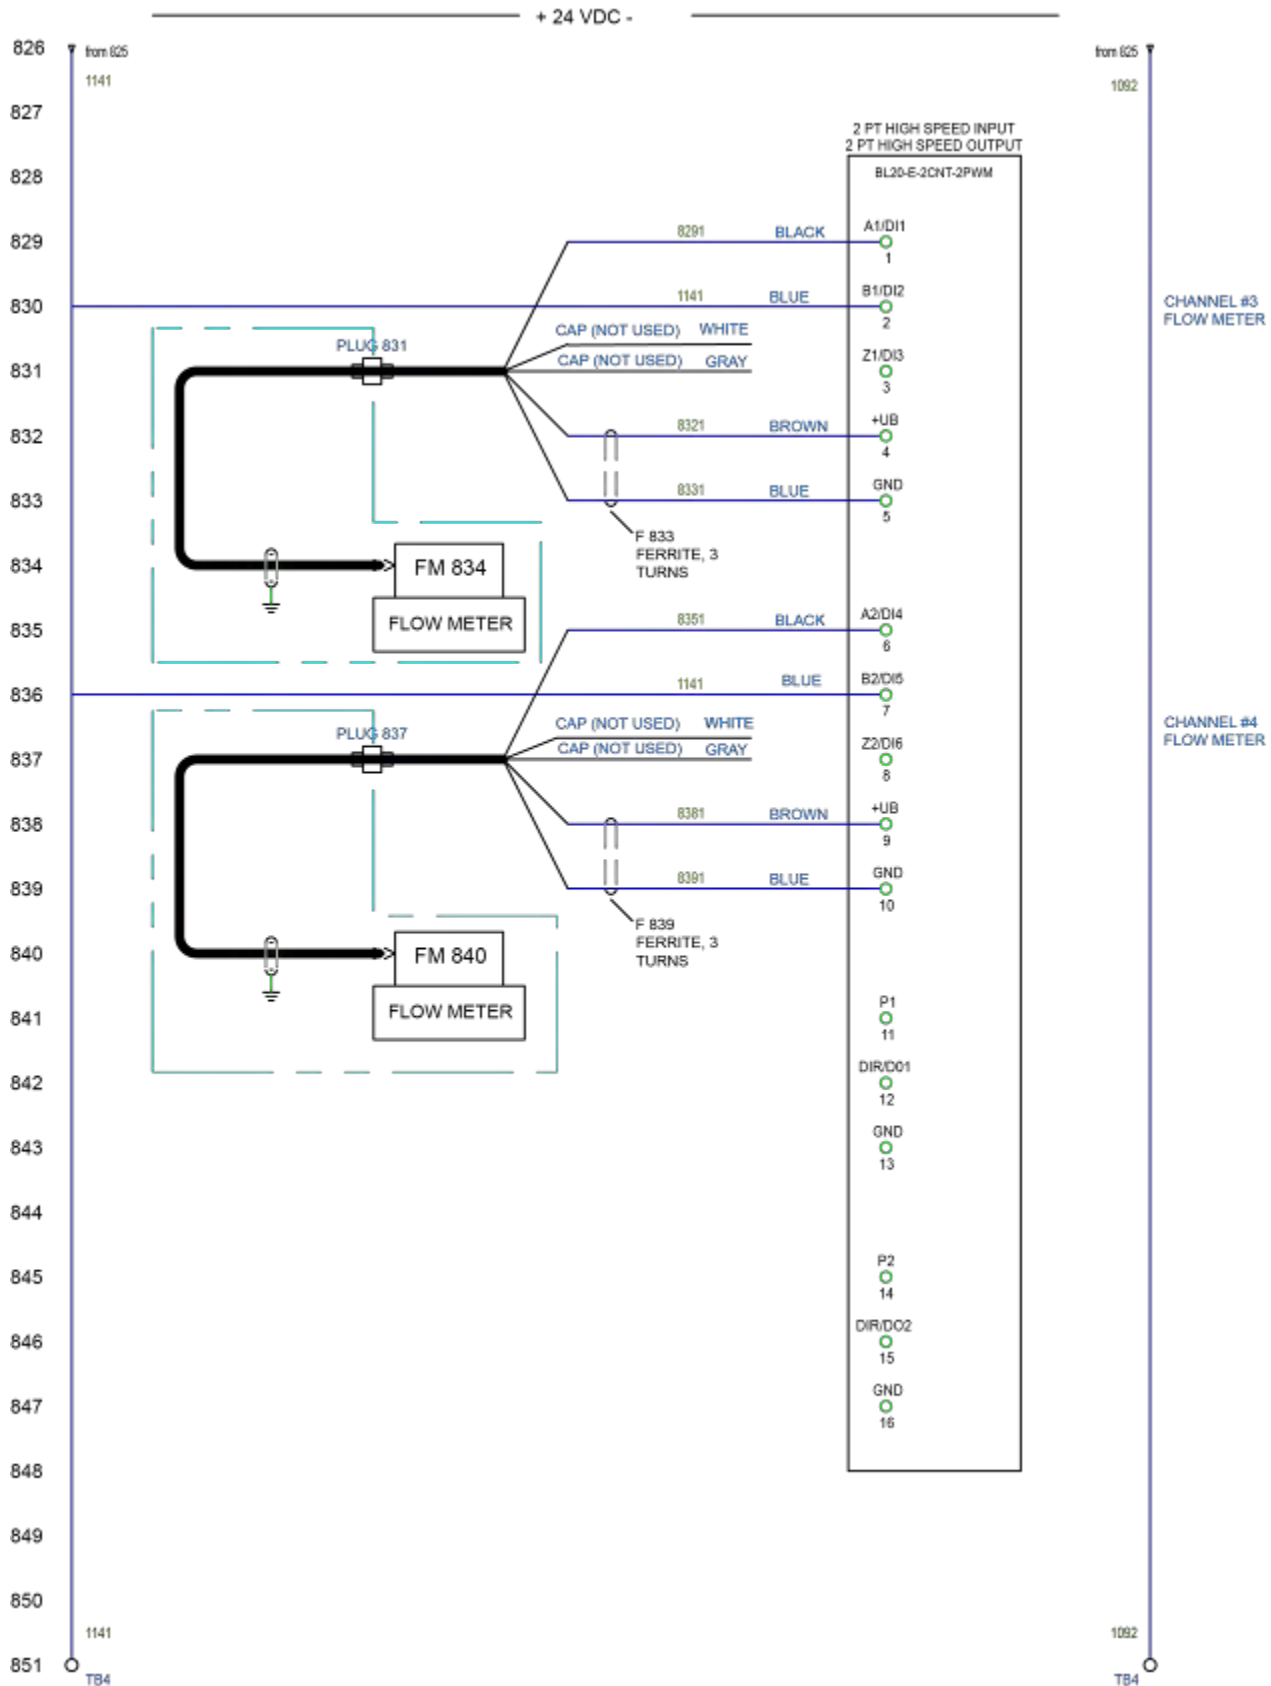 + 24 VDC -
826 from 825 from 825
1141 1092
827
2 PT HIGH SPEED INPUT
2 PT HIGH SPEED OUTPUT
828 BL20-E-2CNT-2PWM
A1/DI1
829 8291 BLACK
1
B1/DI2
830 1141 BLUE CHANNEL #3
2 FLOW METER
CAP (NOT USED) WHITE
PLUG 831
Z1/DI3
831 CAP (NOT USED) GRAY
3
+UB
832 8321 BROWN
4
GND
833 8331 BLUE
5
F 833
FERRITE, 3
TURNS
834 FM 834
FLOW METER
A2/DI4
835 8351 BLACK
6
B2/DI5
836 1141 BLUE
7
CAP (NOT USED) WHITE CHANNEL #4
PLUG 837 FLOW METER
Z2/DI6
837 CAP (NOT USED) GRAY
8
+UB
838 8381 BROWN
9
GND
839 8391 BLUE
10
F 839
FERRITE, 3
TURNS
840 FM 840
FLOW METER
P1
841
11
DIR/D01
842
12
GND
843
13
844
P2
845
14
DIR/DO2
846
15
GND
847
16
848
849
850
1141 1092
851
TB4 TB4